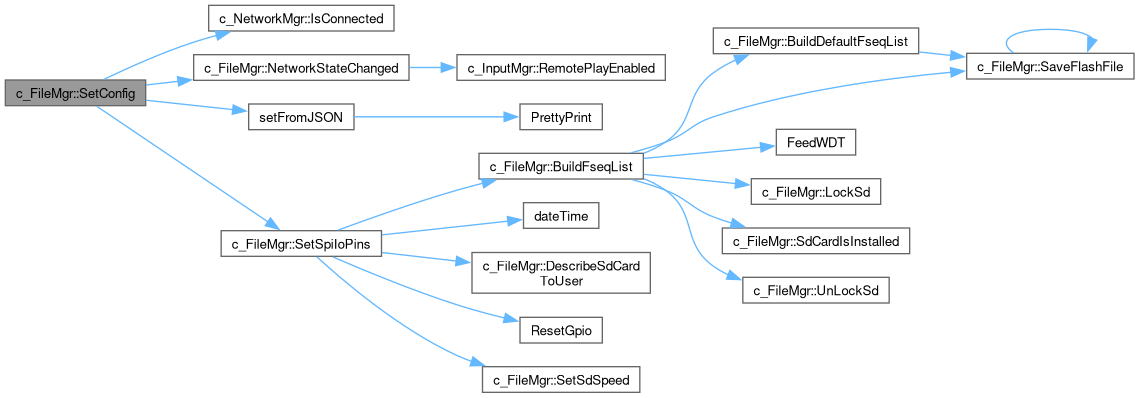 c_NetworkMgr::IsConnected
c_FileMgr::BuildDefaultFseqList
c_FileMgr::NetworkStateChanged
c_InputMgr::RemotePlayEnabled
c_FileMgr::SaveFlashFile
c_FileMgr::SetConfig
setFromJSON
PrettyPrint
FeedWDT
c_FileMgr::BuildFseqList
c_FileMgr::LockSd
dateTime
c_FileMgr::SetSpiIoPins
c_FileMgr::SdCardIsInstalled
c_FileMgr::DescribeSdCard
ToUser
c_FileMgr::UnLockSd
ResetGpio
c_FileMgr::SetSdSpeed